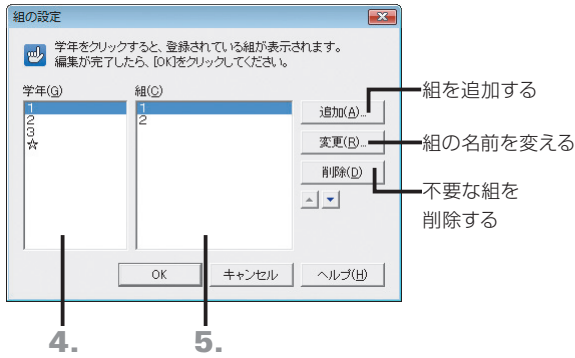 組の設定
学年をクリックすると、登録されている組が表示されます。
編集が完了したら、[OK]をクリックしてください。
学年(G)
組(C)
1
2
3
☆
1
2
追加(A)...
変更(R)...
削除(D)
OK
キャンセル
ヘルプ(H)
組を追加する
組の名前を変える
不要な組を
削除する
4.
5.